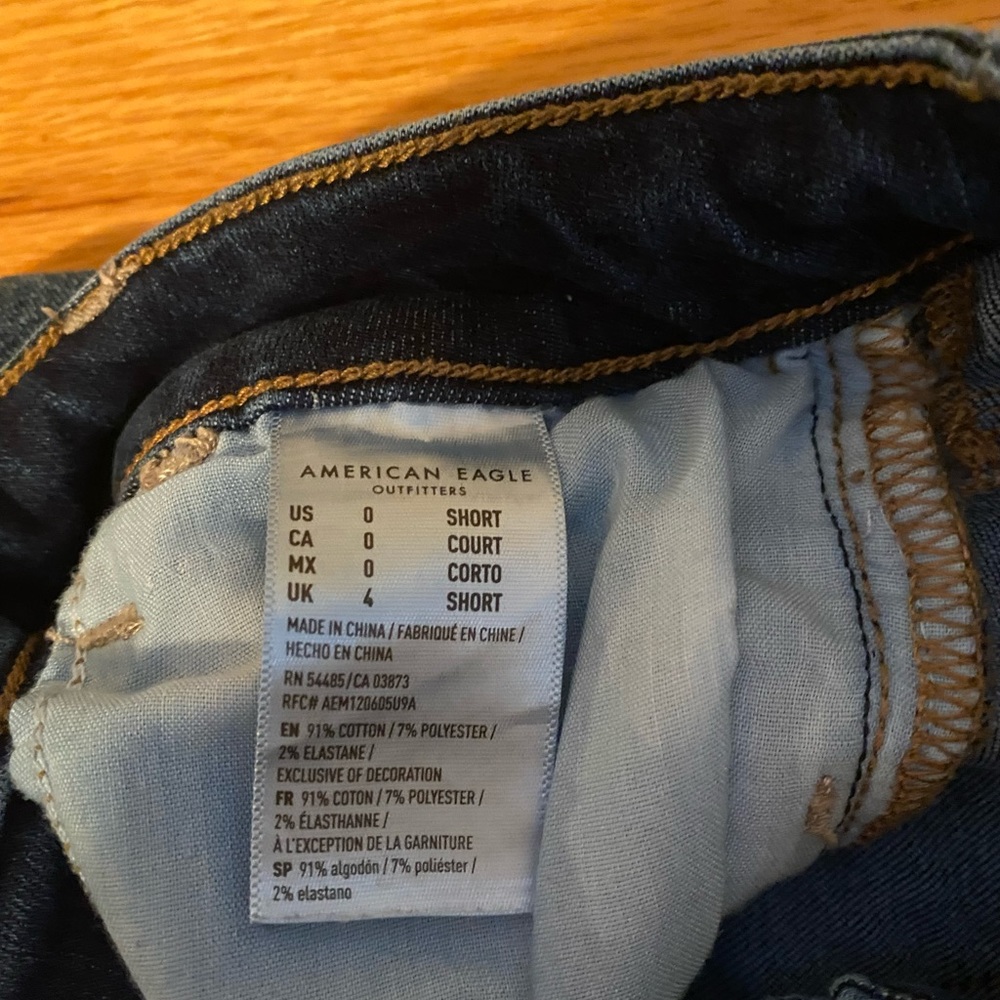 AMERICAN EAGLE
OUTFITTERS
US 0 SHORT
CA 0 COURT
MX 0 CORTO
UK 4 SHORT
MADE IN CHINA / FABRIQUÉ EN CHINE /
HECHO EN CHINA
RN 54485/CA 03873
RFC# AEM120605U9A
EN 91% COTTON / 7% POLYESTER /
2% ELASTANE /
EXCLUSIVE OF DECORATION
FR 91% COTON / 7% POLYESTER /
2% ÉLASTHANNE /
À L'EXCEPTION DE LA GARNITURE
SP 91% algodón / 7% poliéster /
2% elastano